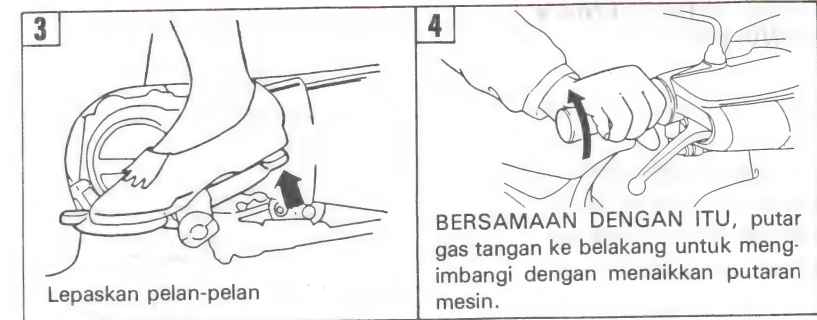 3
Lepaskan pelan-pelan
4
BERSAMAAN DENGAN ITU, putar
gas tangan ke belakang untuk meng-
imbangi dengan menaikkan putaran
mesin.